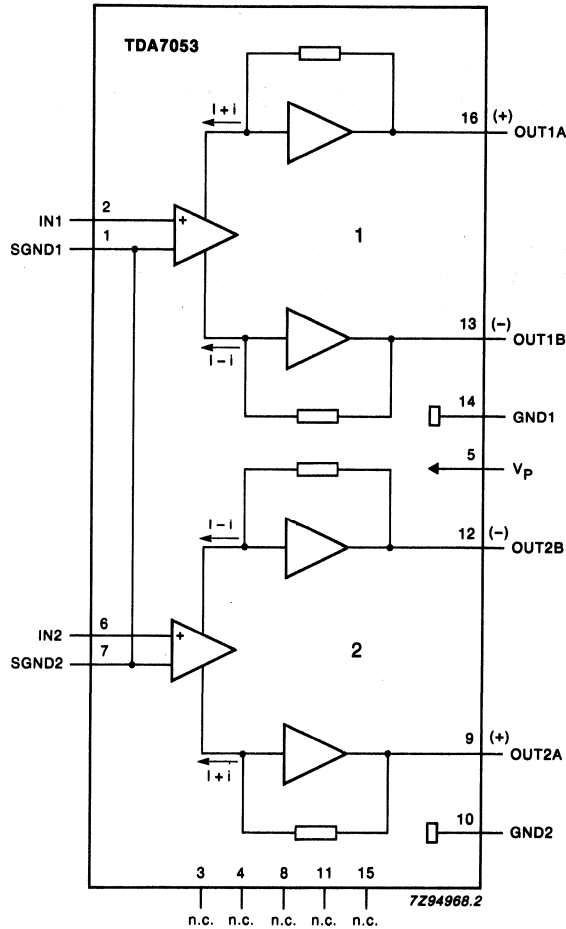 TDA7053
I + i
16 (+) OUT1A
IN1 2
+
SGND1 1
1
I – i
13 (–) OUT1B
14 GND1
5 VP
I – i
12 (–) OUT2B
IN2 6
+
SGND2 7
2
I + i
9 (+) OUT2A
10 GND2
3 4 8 11 15
n.c. n.c. n.c. n.c. n.c.
7Z94968.2